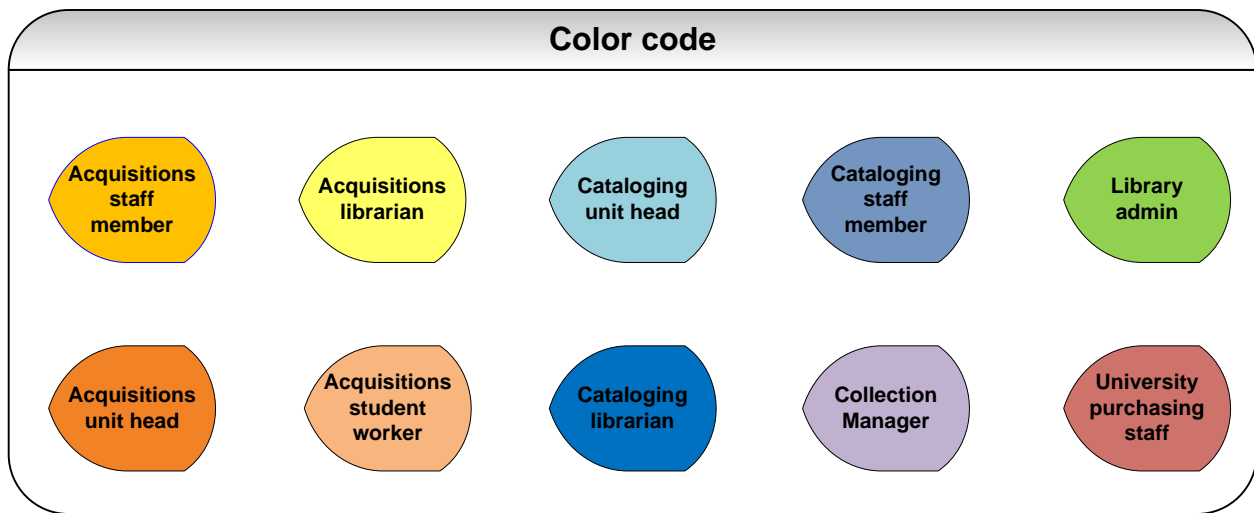 Color code
Acquisitions
staff
member
Acquisitions
librarian
Cataloging
unit head
Cataloging
staff
member
Library
admin
Acquisitions
unit head
Acquisitions
student
worker
Cataloging
librarian
Collection
Manager
University
purchasing
staff